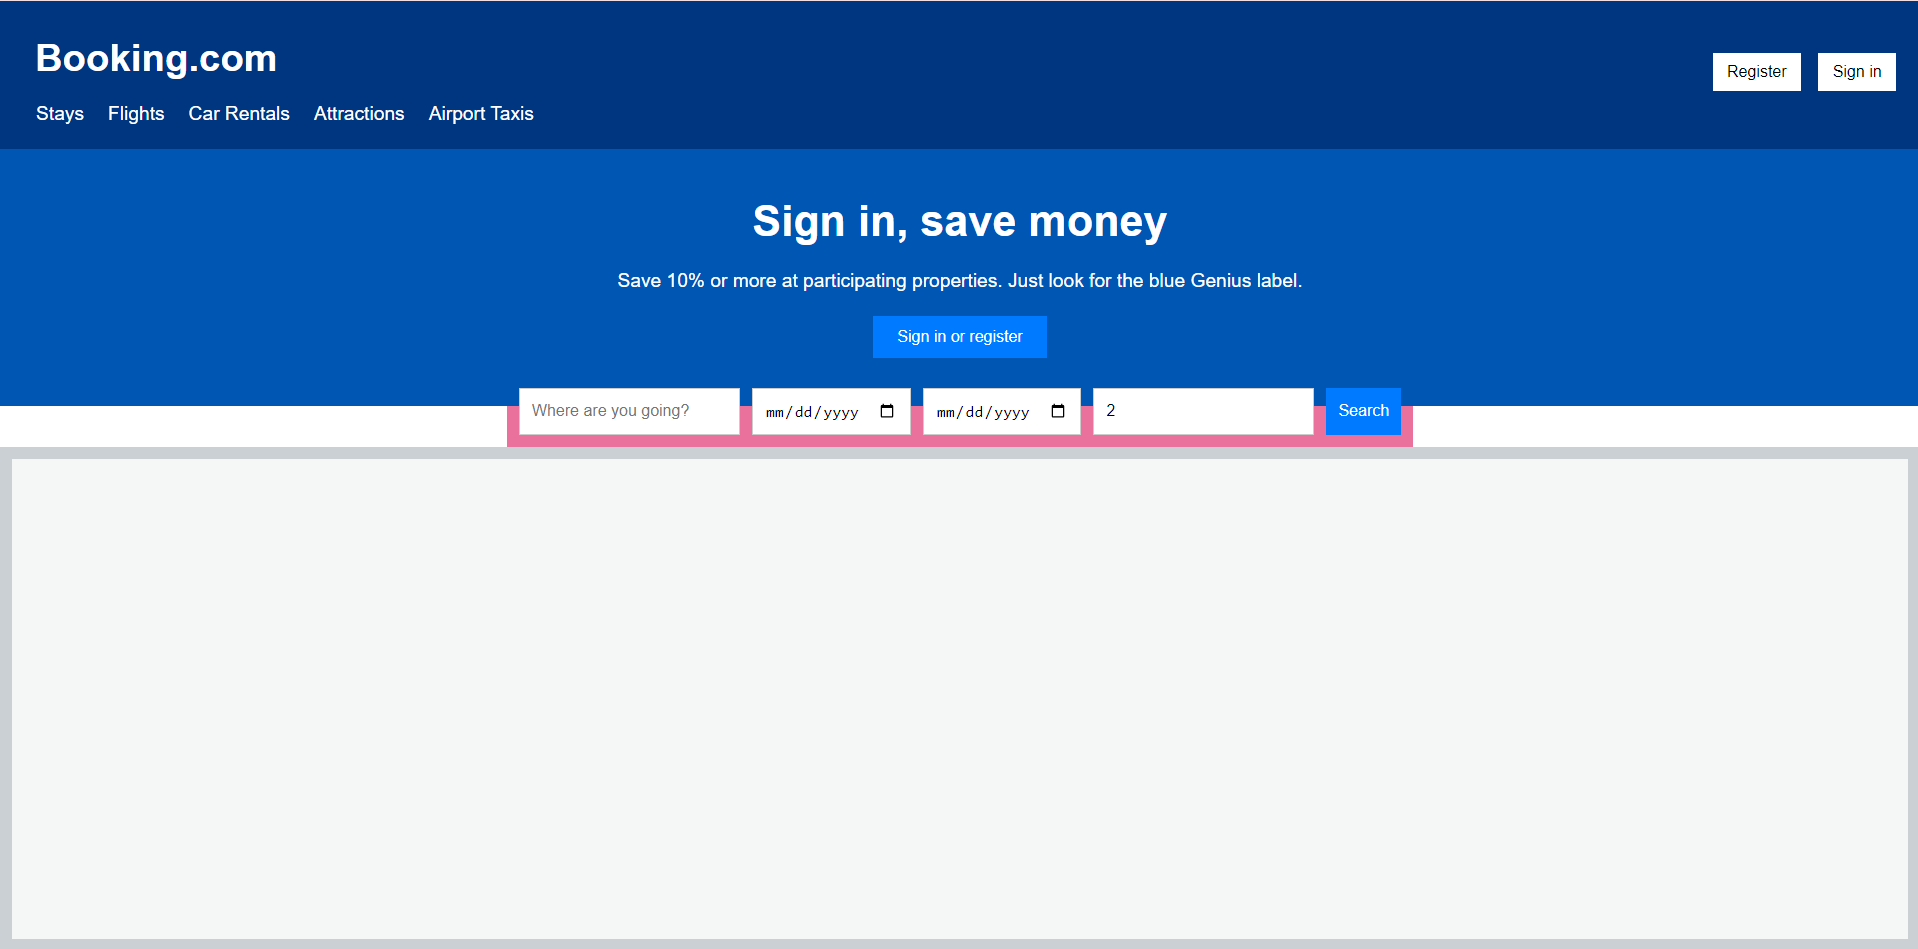 Booking.com
Register Sign in
Stays Flights Car Rentals Attractions Airport Taxis
Sign in, save money
Save 10% or more at participating properties. Just look for the blue Genius label.
Sign in or register
Where are you going? mm/dd/yyyy mm/dd/yyyy 2 Search